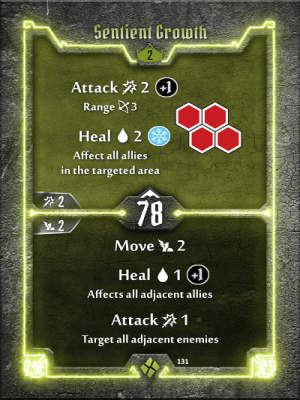 Sentient Growth
2
Attack 2 +1
Range 3
Heal 2
Affect all allies
in the targeted area
2
78
2
Move 2
Heal 1 +1
Affects all adjacent allies
Attack 1
Target all adjacent enemies
131